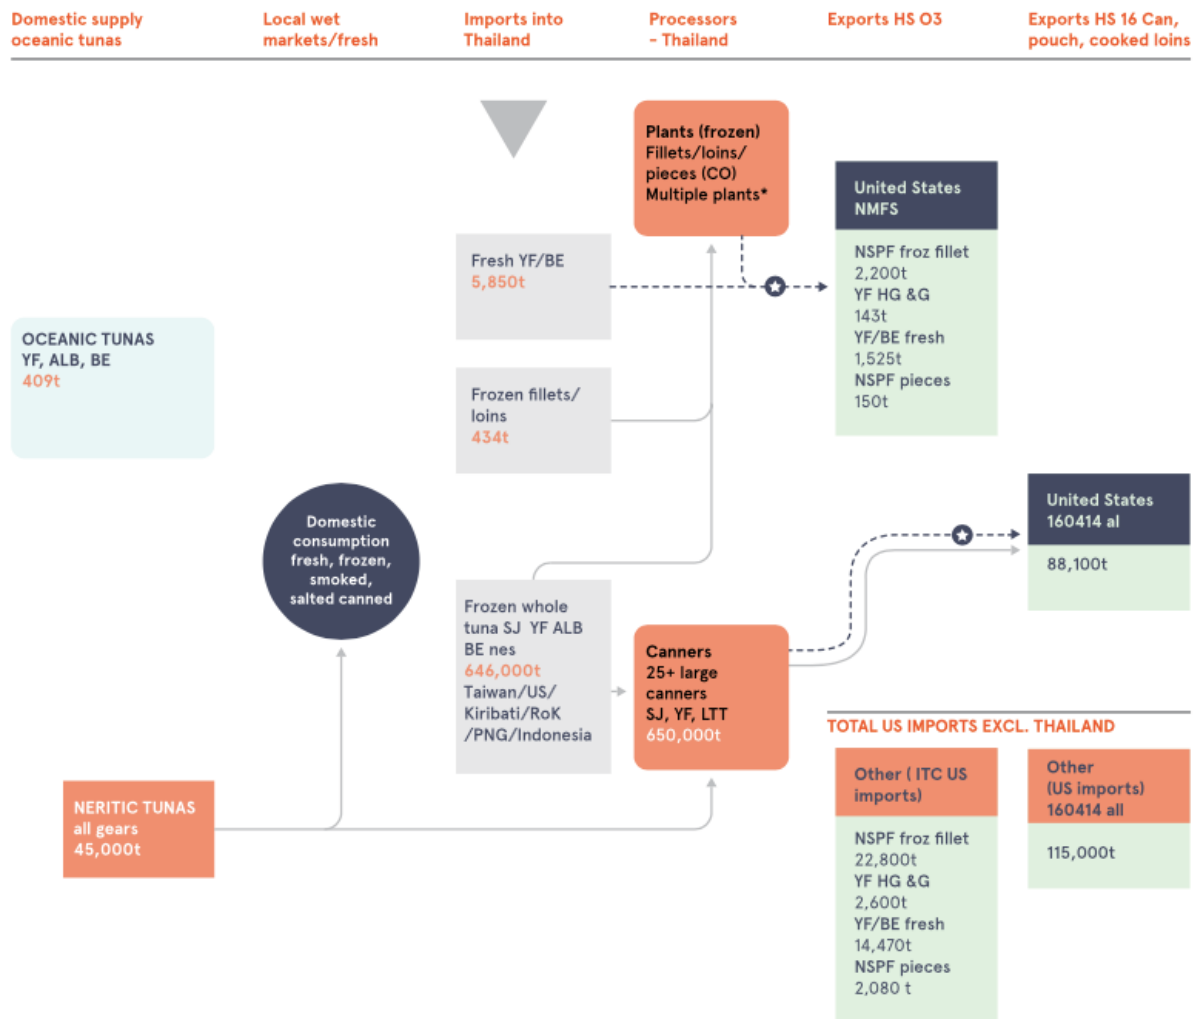 Domestic supply
oceanic tunas
Local wet
markets/fresh
Imports into
Thailand
Processors
- Thailand
Exports HS O3
Exports HS 16 Can,
pouch, cooked loins
Plants (frozen)
Fillets/loins/
pieces (CO)
Multiple plants*
United States
NMFS
NSPF froz fillet
2,200t
YF HG &G
143t
YF/BE fresh
1,525t
NSPF pieces
150t
Fresh YF/BE
5,850t
OCEANIC TUNAS
YF, ALB, BE
409t
Frozen fillets/
loins
434t
Domestic
consumption
fresh, frozen,
smoked,
salted canned
United States
160414 al
88,100t
Frozen whole
tuna SJ YF ALB
BE nes
646,000t
Taiwan/US/
Kiribati/RoK
/PNG/Indonesia
Canners
25+ large
canners
SJ, YF, LTT
650,000t
NERITIC TUNAS
all gears
45,000t
TOTAL US IMPORTS EXCL. THAILAND
Other ( ITC US
imports)
NSPF froz fillet
22,800t
YF HG &G
2,600t
YF/BE fresh
14,470t
NSPF pieces
2,080 t
Other
(US imports)
160414 all
115,000t